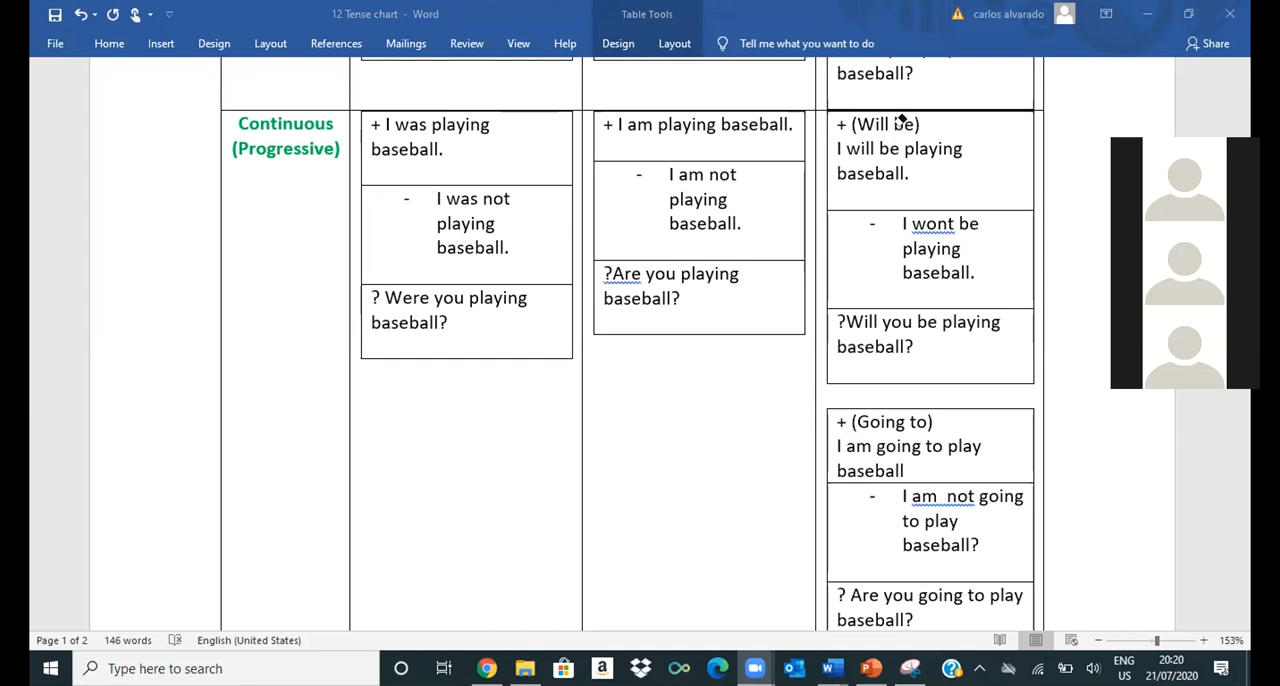 12 Tense chart - Word
Table Tools
carlos alvarado
File Home Insert Design Layout References Mailings Review View Help Design Layout Tell me what you want to do Share
baseball?
Continuous
(Progressive)
+ I was playing
baseball.
- I was not
playing
baseball.
? Were you playing
baseball?
+ I am playing baseball.
- I am not
playing
baseball.
?Are you playing
baseball?
+ (Will be)
I will be playing
baseball.
- I wont be
playing
baseball.
?Will you be playing
baseball?
+ (Going to)
I am going to play
baseball
- I am  not going
to play
baseball?
? Are you going to play
baseball?
Page 1 of 2 146 words English (United States) 153%
Type here to search
ENG
US
20:20
21/07/2020